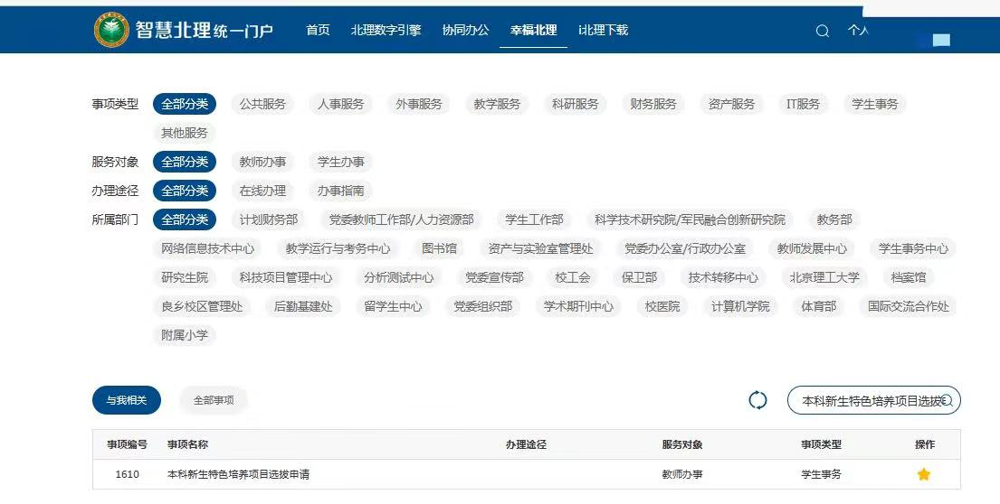 智慧北理统一门户 首页 北理数字引擎 协同办公 幸福北理 i北理下载 个人
事项类型 全部分类 公共服务 人事服务 外事服务 教学服务 科研服务 财务服务 资产服务 IT服务 学生事务
其他服务
服务对象 全部分类 教师办事 学生办事
办理途径 全部分类 在线办理 办事指南
所属部门 全部分类 计划财务部 党委教师工作部/人力资源部 学生工作部 科学技术研究院/军民融合创新研究院 教务部
网络信息技术中心 教学运行与考务中心 图书馆 资产与实验室管理处 党委办公室/行政办公室 教师发展中心 学生事务中心
研究生院 科技项目管理中心 分析测试中心 党委宣传部 校工会 保卫部 技术转移中心 北京理工大学 档案馆
良乡校区管理处 后勤基建处 留学生中心 党委组织部 学术期刊中心 校医院 计算机学院 体育部 国际交流合作处
附属小学
与我相关 全部事项 本科新生特色培养项目选拔
事项编号 事项名称 办理途径 服务对象 事项类型 操作
1610 本科新生特色培养项目选拔申请 教师办事 学生事务